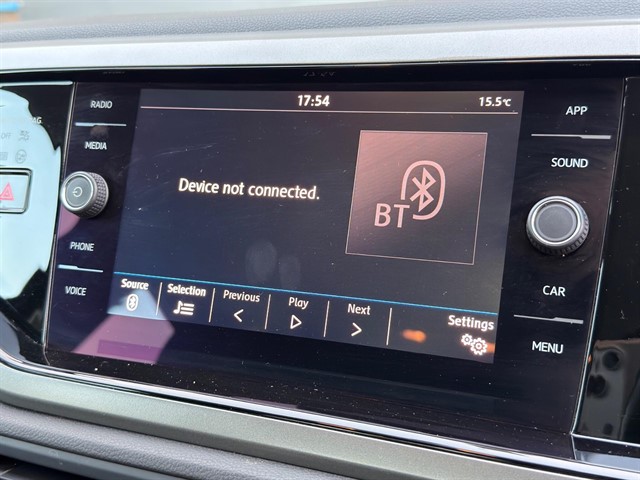 17:54
15.5°C
RADIO
MEDIA
PHONE
VOICE
Device not connected.
BT
Source
Selection
Previous
Play
Next
Settings
APP
SOUND
CAR
MENU
OFF